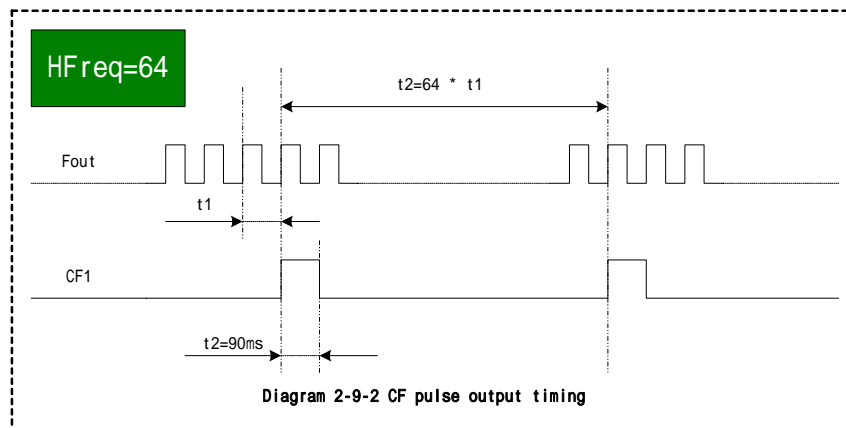 HFreq=64
t2=64 * t1
Fout
t1
CF1
t2=90ms
Diagram 2-9-2 CF pulse output timing